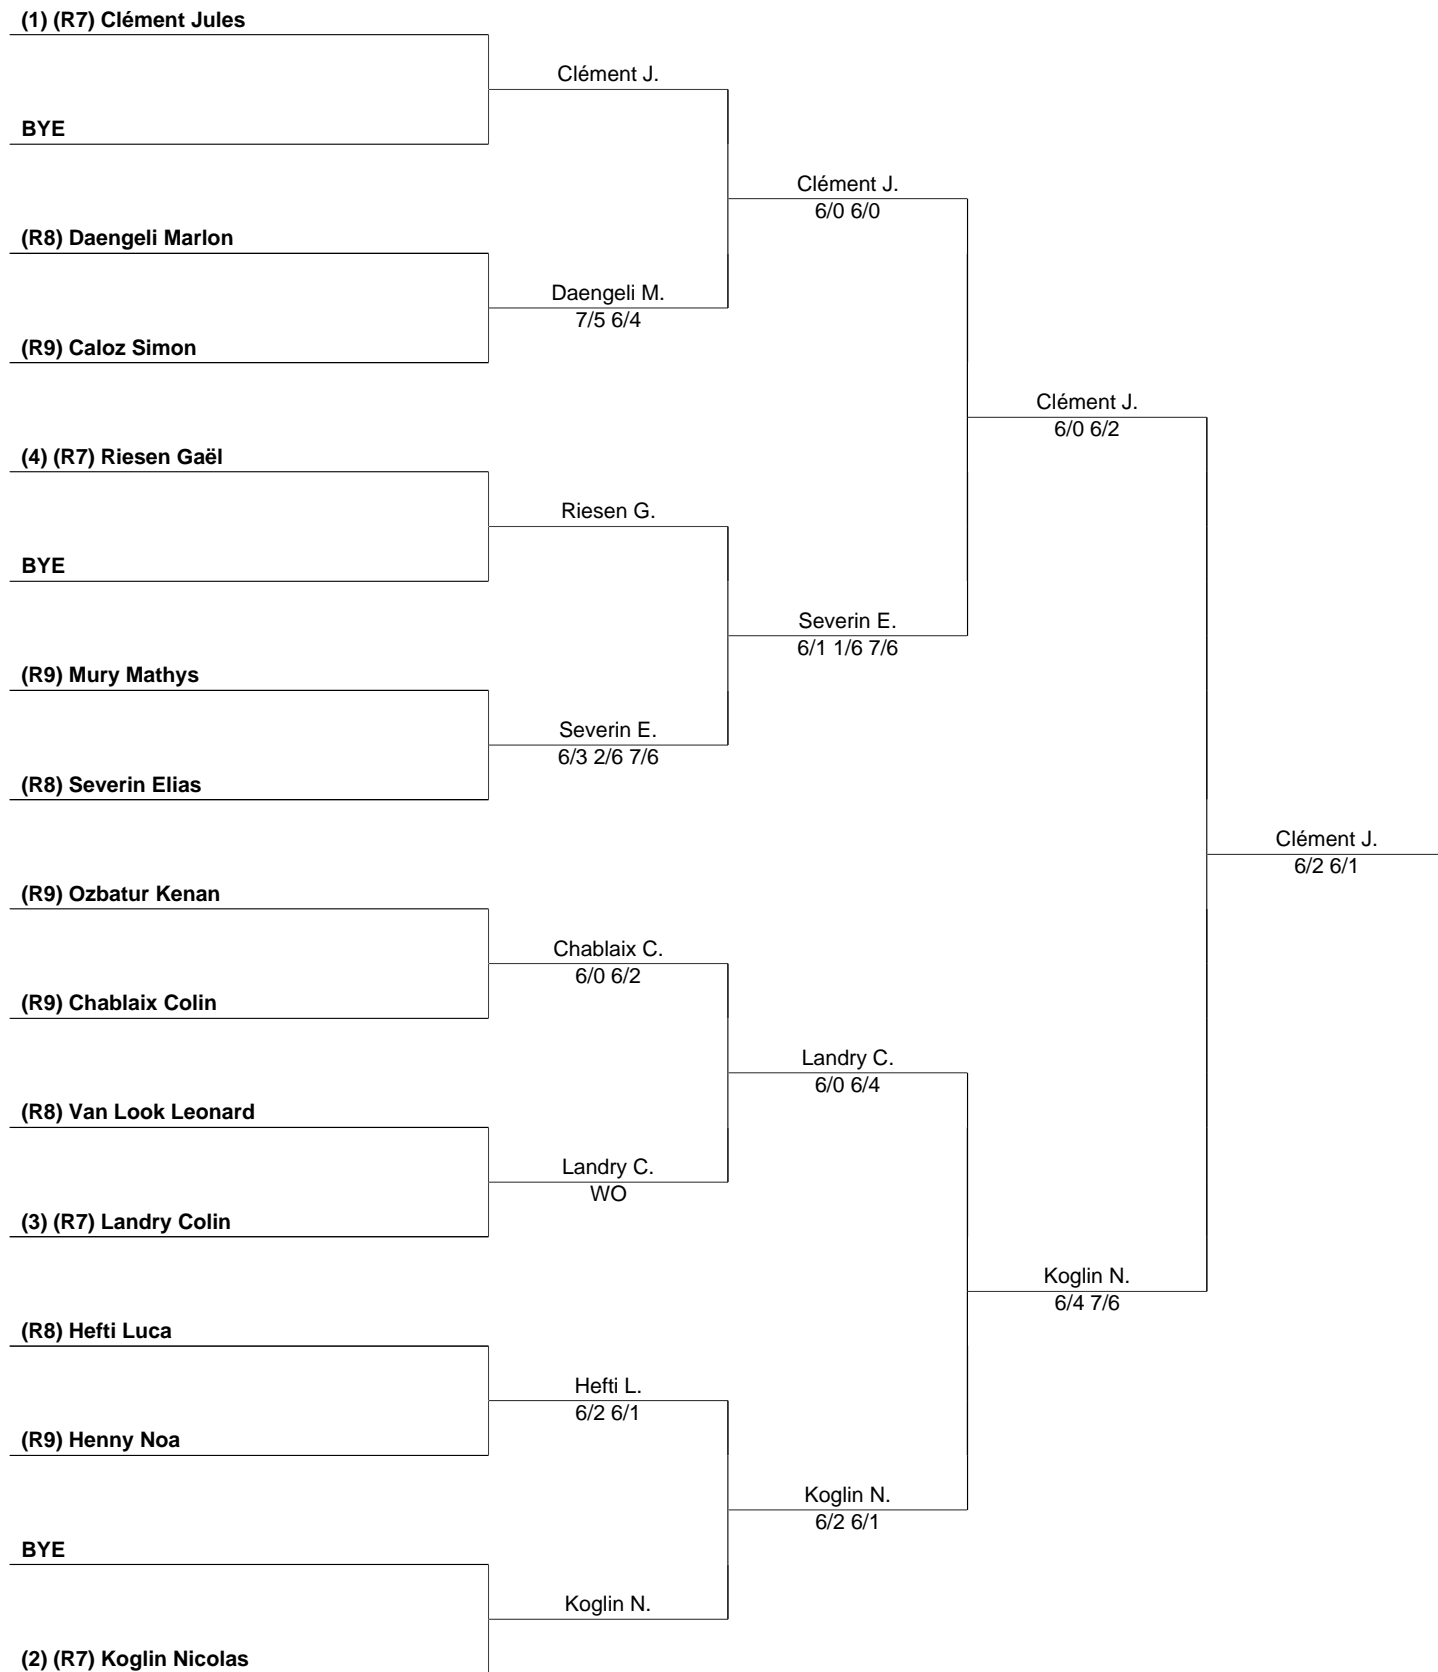 (1) (R7) Clément Jules
Clément J.
BYE
Clément J.
6/0 6/0
(R8) Daengeli Marlon
Daengeli M.
7/5 6/4
(R9) Caloz Simon
Clément J.
6/0 6/2
(4) (R7) Riesen Gaël
Riesen G.
BYE
Severin E.
6/1 1/6 7/6
(R9) Mury Mathys
Severin E.
6/3 2/6 7/6
(R8) Severin Elias
Clément J.
6/2 6/1
(R9) Ozbatur Kenan
Chablaix C.
6/0 6/2
(R9) Chablaix Colin
Landry C.
6/0 6/4
(R8) Van Look Leonard
Landry C.
WO
(3) (R7) Landry Colin
Koglin N.
6/4 7/6
(R8) Hefti Luca
Hefti L.
6/2 6/1
(R9) Henny Noa
Koglin N.
6/2 6/1
BYE
Koglin N.
(2) (R7) Koglin Nicolas